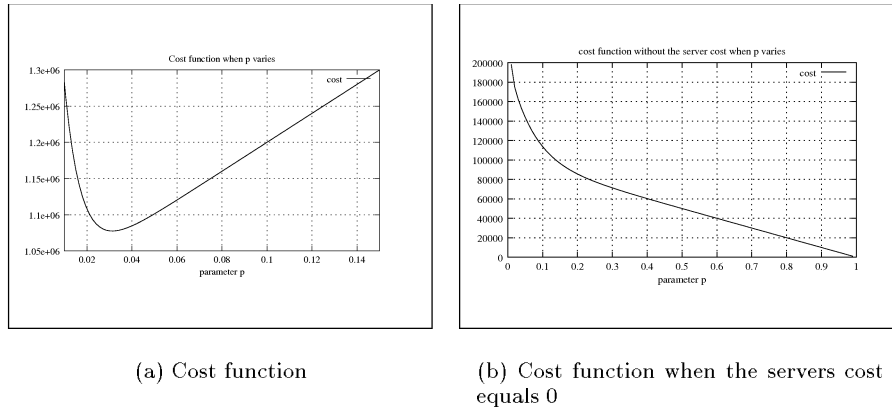 Cost function when p varies
cost
1.3e+06
1.25e+06
1.2e+06
1.15e+06
1.1e+06
1.05e+06
0.02 0.04 0.06 0.08 0.1 0.12 0.14
parameter p
(a) Cost function
cost function without the server cost when p varies
cost
200000
180000
160000
140000
120000
100000
80000
60000
40000
20000
0
0 0.1 0.2 0.3 0.4 0.5 0.6 0.7 0.8 0.9 1
parameter p
(b) Cost function when the servers cost
equals 0